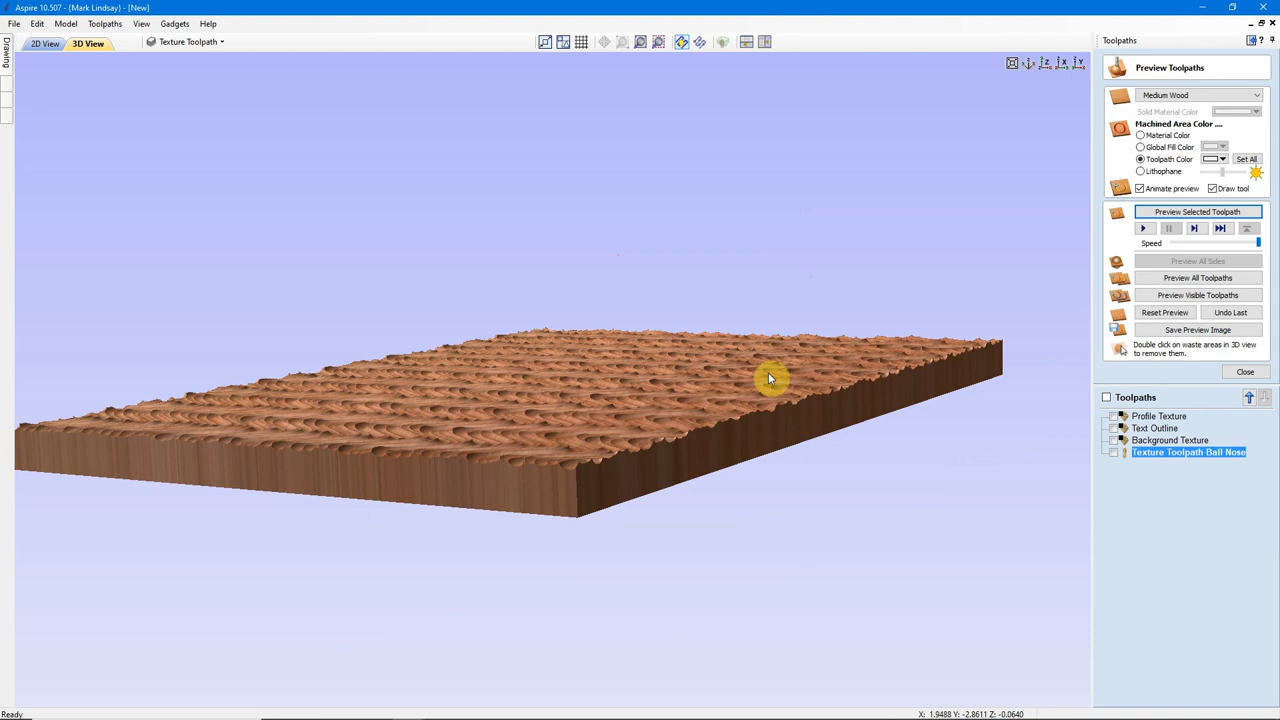 Aspire 10.507 - {Mark Lindsay} - [New]
File Edit Model Toolpaths View Gadgets Help
2D View 3D View Texture Toolpath
Drawing
Toolpaths
Preview Toolpaths
Medium Wood
Solid Material Color
Machined Area Color ....
Material Color
Global Fill Color
Toolpath Color Set All
Lithophane
Animate preview Draw tool
Preview Selected Toolpath
Speed
Preview All Sides
Preview All Toolpaths
Preview Visible Toolpaths
Reset Preview Undo Last
Save Preview Image
Double click on waste areas in 3D view
to remove them.
Close
Toolpaths
Profile Texture
Text Outline
Background Texture
Texture Toolpath Ball Nose
Ready X: 1.9488 Y: -2.8611 Z: -0.0640